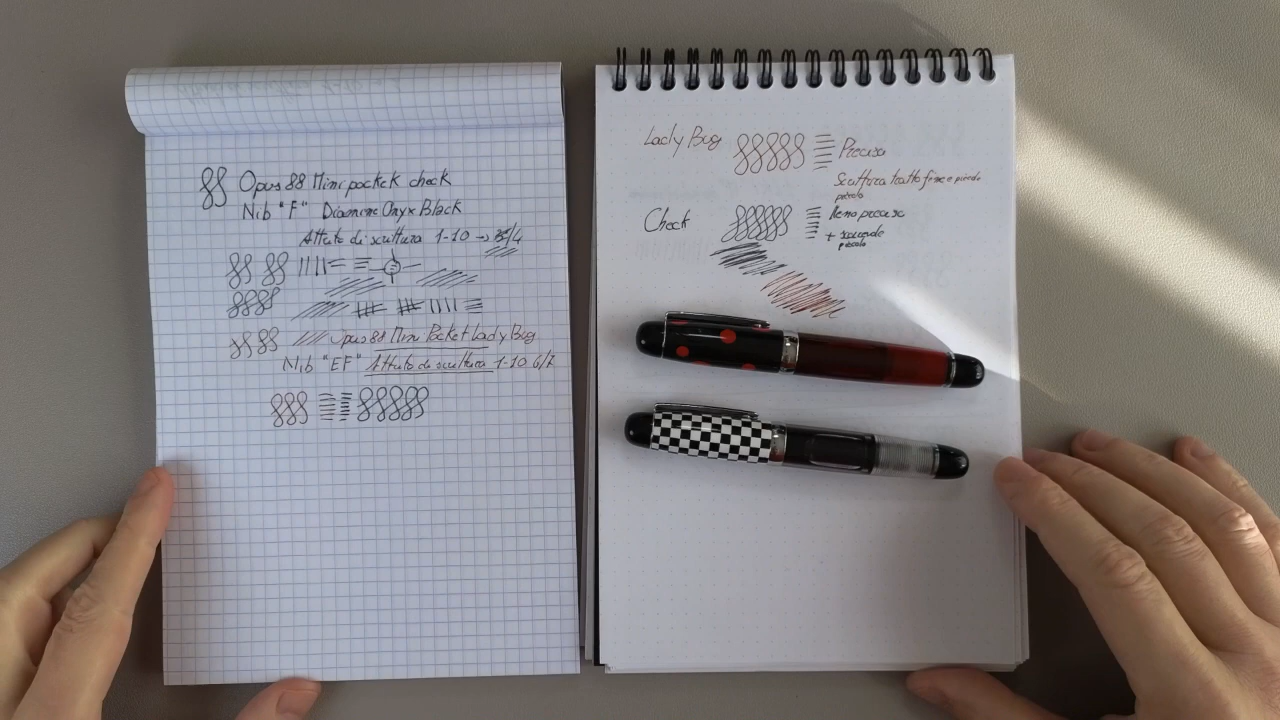 Opus 88 Mini pocket check
Nib "F" Diamine Onyx Black
Attrito di scrittura 1-10 → /4
Opus 88 Mini Pocket Lady Bug
Nib "EF" Attrito di scrittura 1-10 6/7
Lady Bug
Precisa
Scrittura tratto fine e piccolo
Check
Meno precisa
+ scorrevole